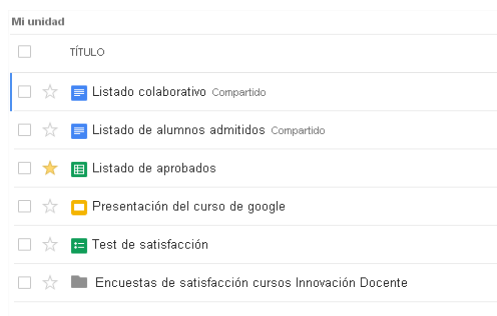 Mi unidad
TÍTULO
Listado colaborativo Compartido
Listado de alumnos admitidos Compartido
Listado de aprobados
Presentación del curso de google
Test de satisfacción
Encuestas de satisfacción cursos Innovación Docente